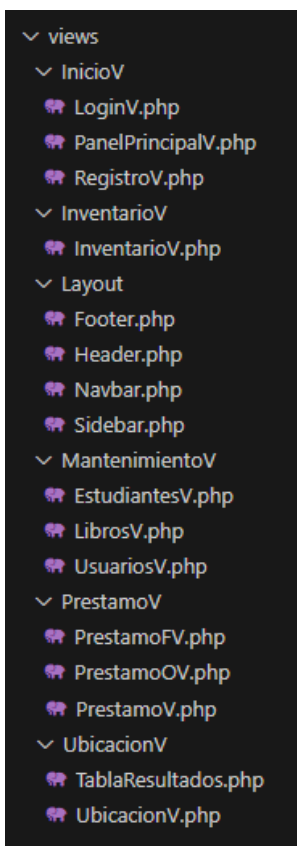 views
InicioV
LoginV.php
PanelPrincipalV.php
RegistroV.php
InventarioV
InventarioV.php
Layout
Footer.php
Header.php
Navbar.php
Sidebar.php
MantenimientoV
EstudiantesV.php
LibrosV.php
UsuariosV.php
PrestamoV
PrestamoFV.php
PrestamoOV.php
PrestamoV.php
UbicacionV
TablaResultados.php
UbicacionV.php